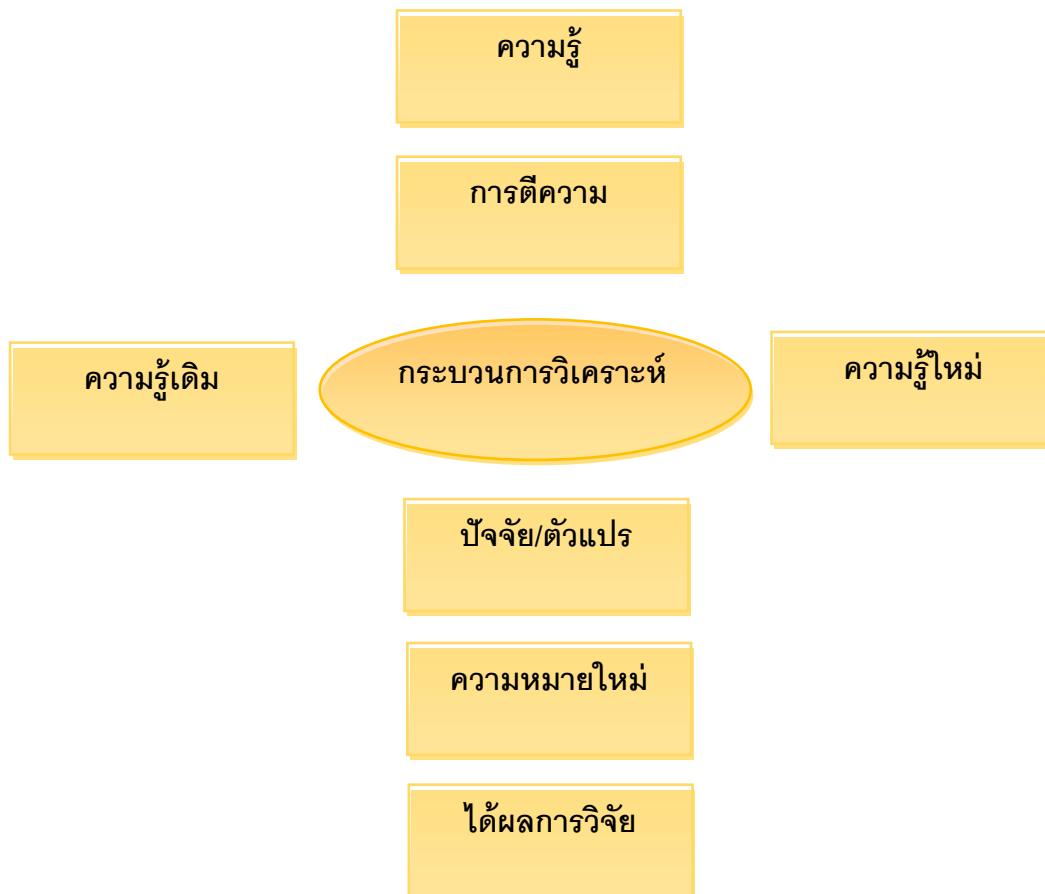 ความรู้
การตีความ
ความรู้เดิม
กระบวนการวิเคราะห์
ความรู้ใหม่
ปัจจัย/ตัวแปร
ความหมายใหม่
ได้ผลการวิจัย